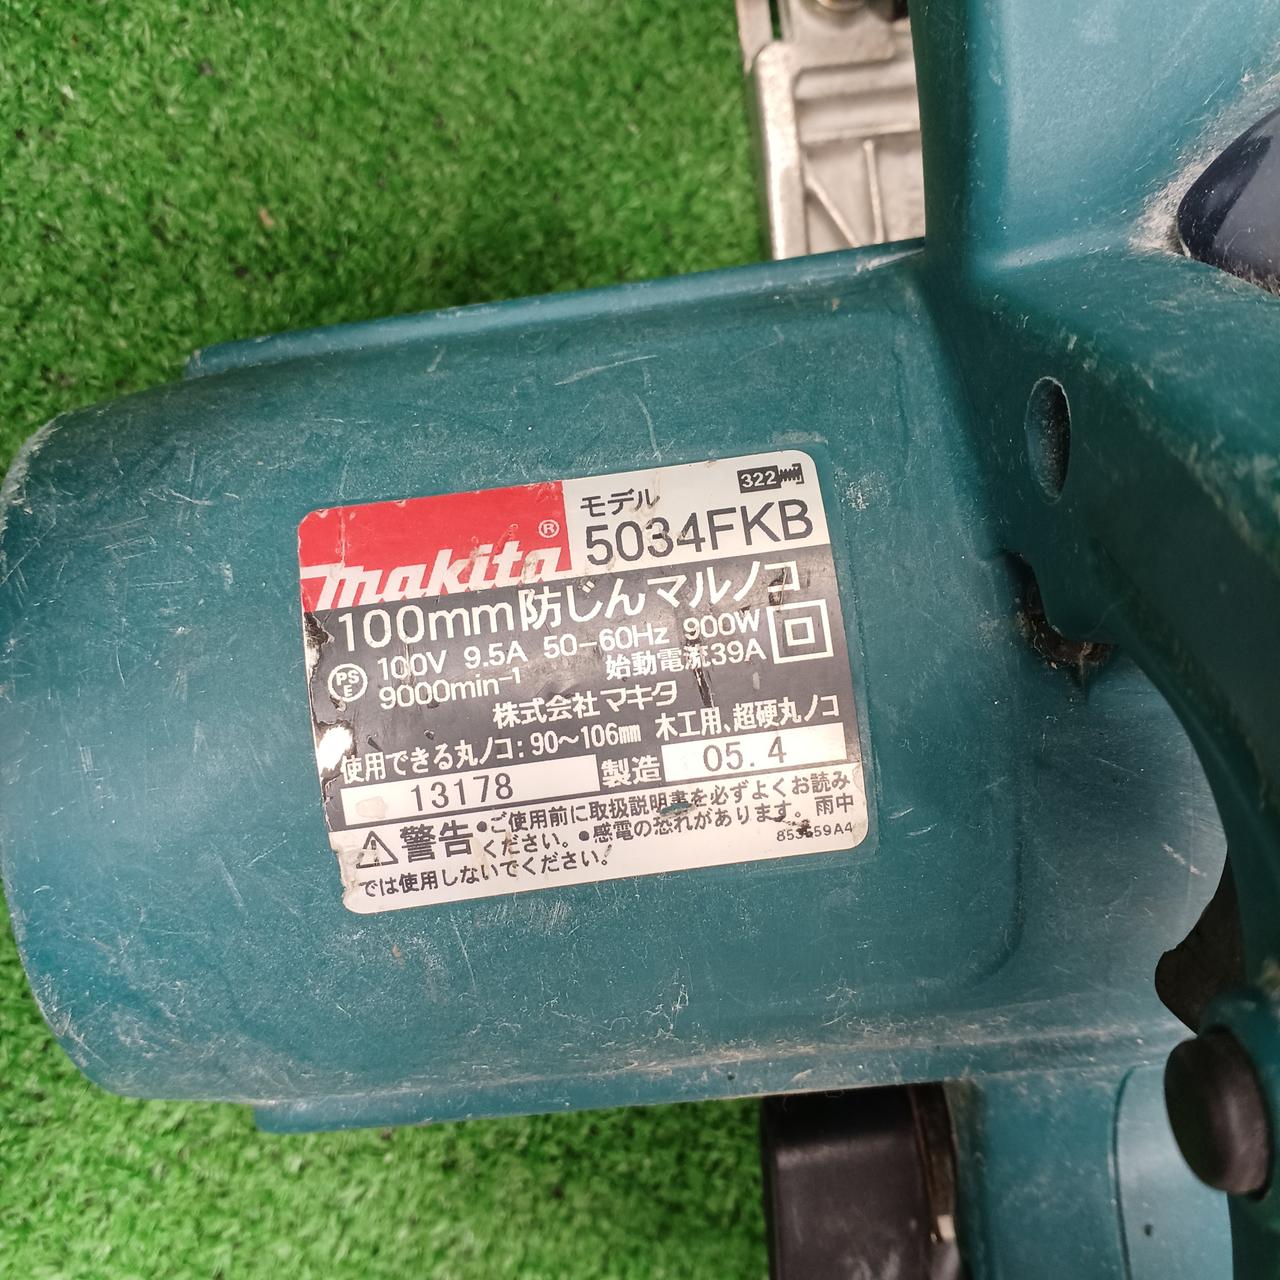 makita®
モデル
322
5034FKB
100mm防じんマルノコ
PS
E
100V 9.5A 50-60Hz 900W
9000min⁻¹
始動電流39A
株式会社マキタ
使用できる丸ノコ:90〜106mm 木工用、超硬丸ノコ
13178
製造
05.4
警告
●ご使用前に取扱説明書を必ずよくお読み
ください。●感電の恐れがあります。雨中
では使用しないでください。